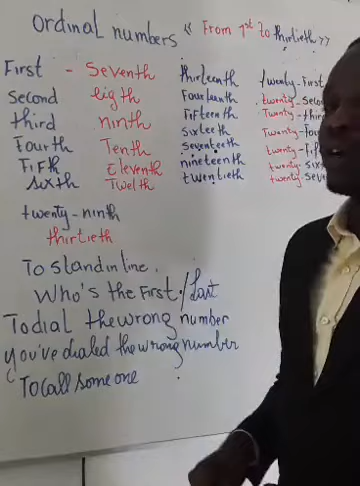 Ordinal numbers « From 1st to thirtieth »
First - Seventh thirteenth twenty-First
Second eigth Fourteenth twenty-Seco
third ninth FiFteenth twenty-thir
Fourth Tenth sixteeth twenty-Fou
FiFth Eleventh seventeeth twenty-FiF
sixth Twelth nineteenth twenty-six
twentieth twenty-seve
twenty-ninth
thirtieth
To stand in line.
Who's the First/Last
To dial the wrong number
you've dialed the wrong number
To call some one